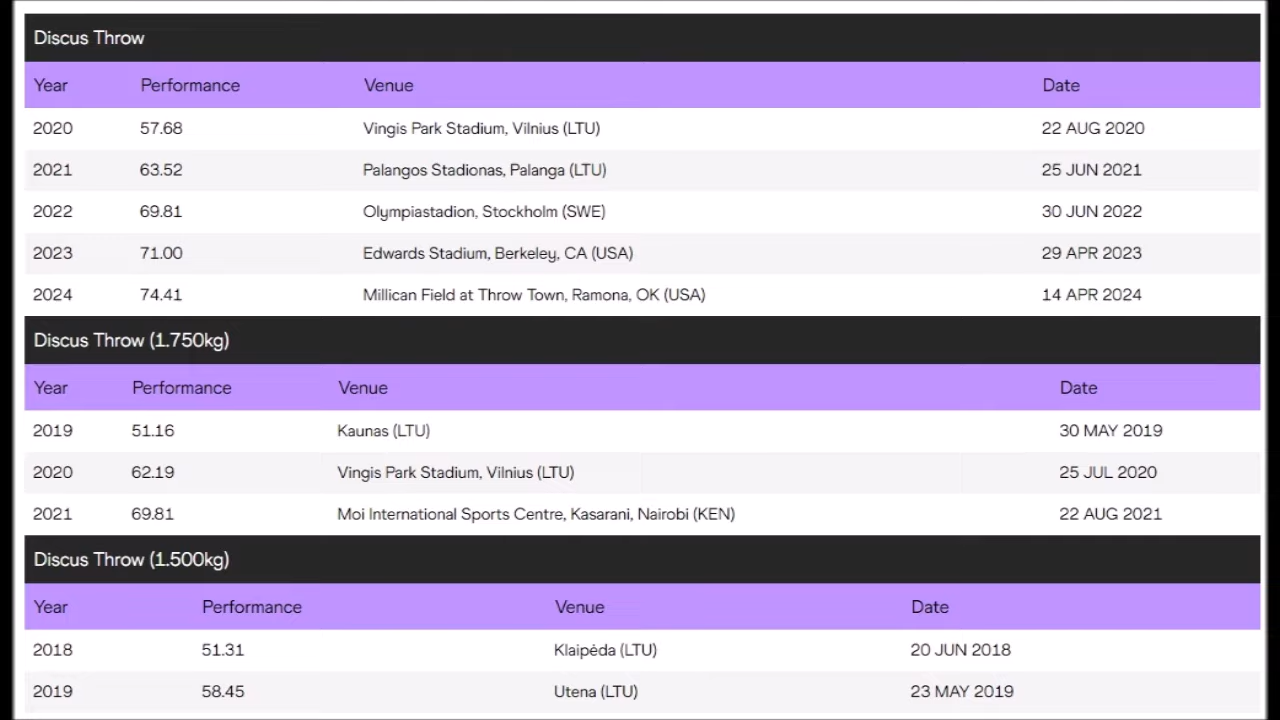 Discus Throw
Year Performance Venue Date
2020 57.68 Vingis Park Stadium, Vilnius (LTU) 22 AUG 2020
2021 63.52 Palangos Stadionas, Palanga (LTU) 25 JUN 2021
2022 69.81 Olympiastadion, Stockholm (SWE) 30 JUN 2022
2023 71.00 Edwards Stadium, Berkeley, CA (USA) 29 APR 2023
2024 74.41 Millican Field at Throw Town, Ramona, OK (USA) 14 APR 2024
Discus Throw (1.750kg)
Year Performance Venue Date
2019 51.16 Kaunas (LTU) 30 MAY 2019
2020 62.19 Vingis Park Stadium, Vilnius (LTU) 25 JUL 2020
2021 69.81 Moi International Sports Centre, Kasarani, Nairobi (KEN) 22 AUG 2021
Discus Throw (1.500kg)
Year Performance Venue Date
2018 51.31 Klaipėda (LTU) 20 JUN 2018
2019 58.45 Utena (LTU) 23 MAY 2019